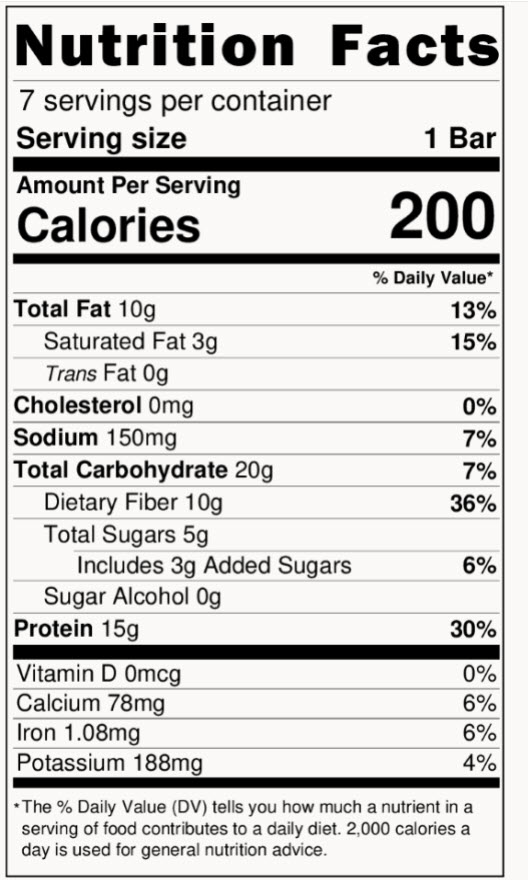 Nutrition Facts
7 servings per container
Serving size 1 Bar
Amount Per Serving
Calories 200
% Daily Value*
Total Fat 10g 13%
Saturated Fat 3g 15%
Trans Fat 0g
Cholesterol 0mg 0%
Sodium 150mg 7%
Total Carbohydrate 20g 7%
Dietary Fiber 10g 36%
Total Sugars 5g
Includes 3g Added Sugars 6%
Sugar Alcohol 0g
Protein 15g 30%
Vitamin D 0mcg 0%
Calcium 78mg 6%
Iron 1.08mg 6%
Potassium 188mg 4%
*The % Daily Value (DV) tells you how much a nutrient in a
serving of food contributes to a daily diet. 2,000 calories a
day is used for general nutrition advice.